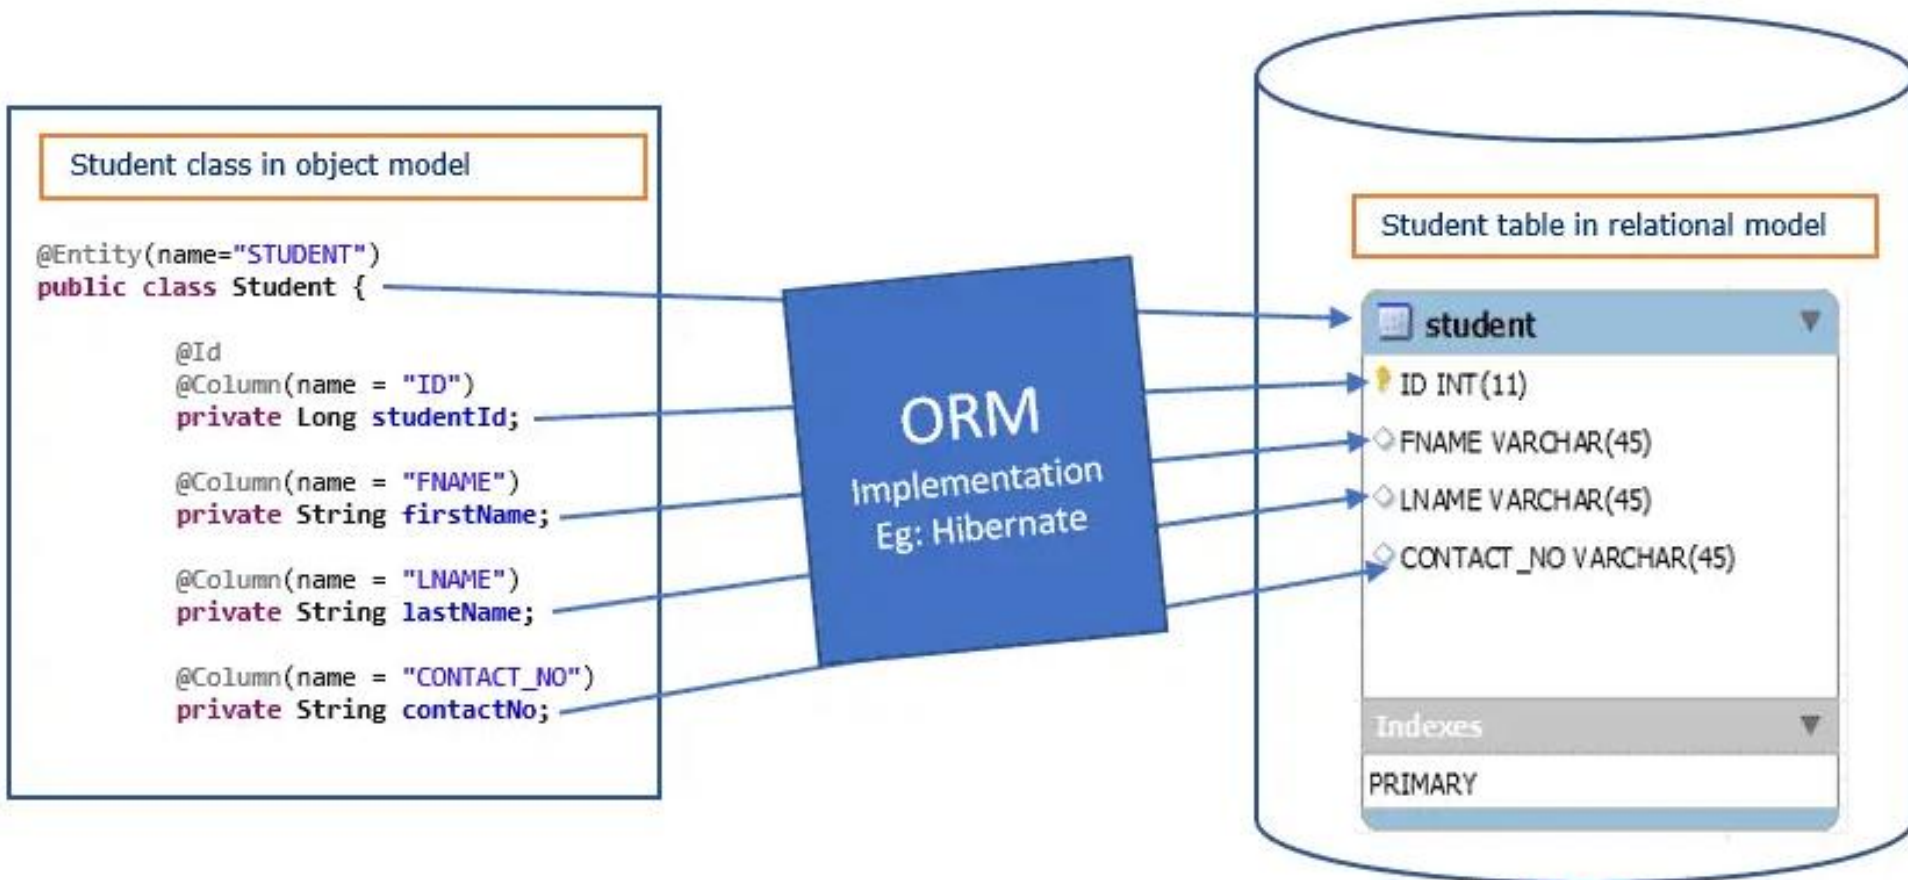 Student class in object model
@Entity(name="STUDENT")
public class Student {
@Id
@Column(name = "ID")
private Long studentId;
@Column(name = "FNAME")
private String firstName;
@Column(name = "LNAME")
private String lastName;
@Column(name = "CONTACT_NO")
private String contactNo;
ORM
Implementation
Eg: Hibernate
Student table in relational model
student
ID INT(11)
FNAME VARCHAR(45)
LNAME VARCHAR(45)
CONTACT_NO VARCHAR(45)
Indexes
PRIMARY